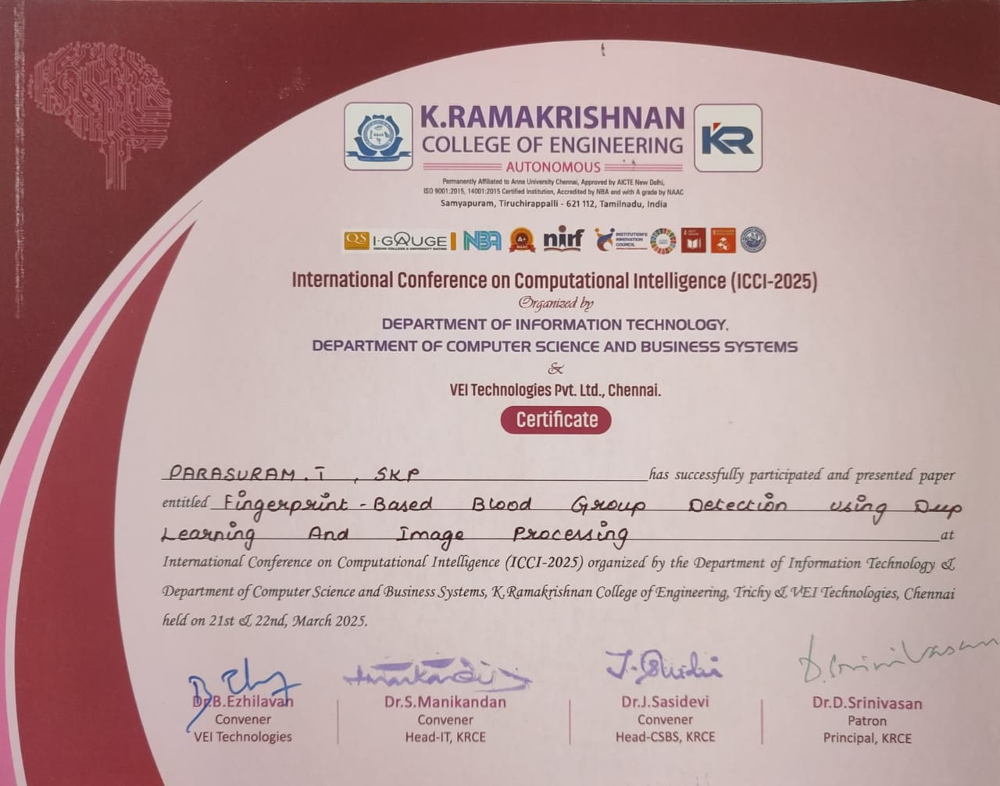 K.RAMAKRISHNAN
COLLEGE OF ENGINEERING
AUTONOMOUS
KR
Permanently Affiliated to Anna University Chennai, Approved by AICTE New Delhi,
ISO 9001:2015, 14001:2015 Certified Institution, Accredited by NBA and with A grade by NAAC
Samyapuram, Tiruchirappalli - 621 112, Tamilnadu, India
QS I·GAUGE NBA A+ NAAC nirf INSTITUTION'S INNOVATION COUNCIL
International Conference on Computational Intelligence (ICCI-2025)
Organized by
DEPARTMENT OF INFORMATION TECHNOLOGY,
DEPARTMENT OF COMPUTER SCIENCE AND BUSINESS SYSTEMS
&
VEI Technologies Pvt. Ltd., Chennai.
Certificate
PARASURAM.T , SKP has successfully participated and presented paper
entitled Fingerprint-Based Blood Group Detection using Deep
Learning And Image Processing at
International Conference on Computational Intelligence (ICCI-2025) organized by the Department of Information Technology &
Department of Computer Science and Business Systems, K.Ramakrishnan College of Engineering, Trichy & VEI Technologies, Chennai
held on 21st & 22nd, March 2025.
D.Srinivasan
Dr.B.Ezhilavan Dr.S.Manikandan Dr.J.Sasidevi Dr.D.Srinivasan
Convener Convener Convener Patron
VEI Technologies Head-IT, KRCE Head-CSBS, KRCE Principal, KRCE